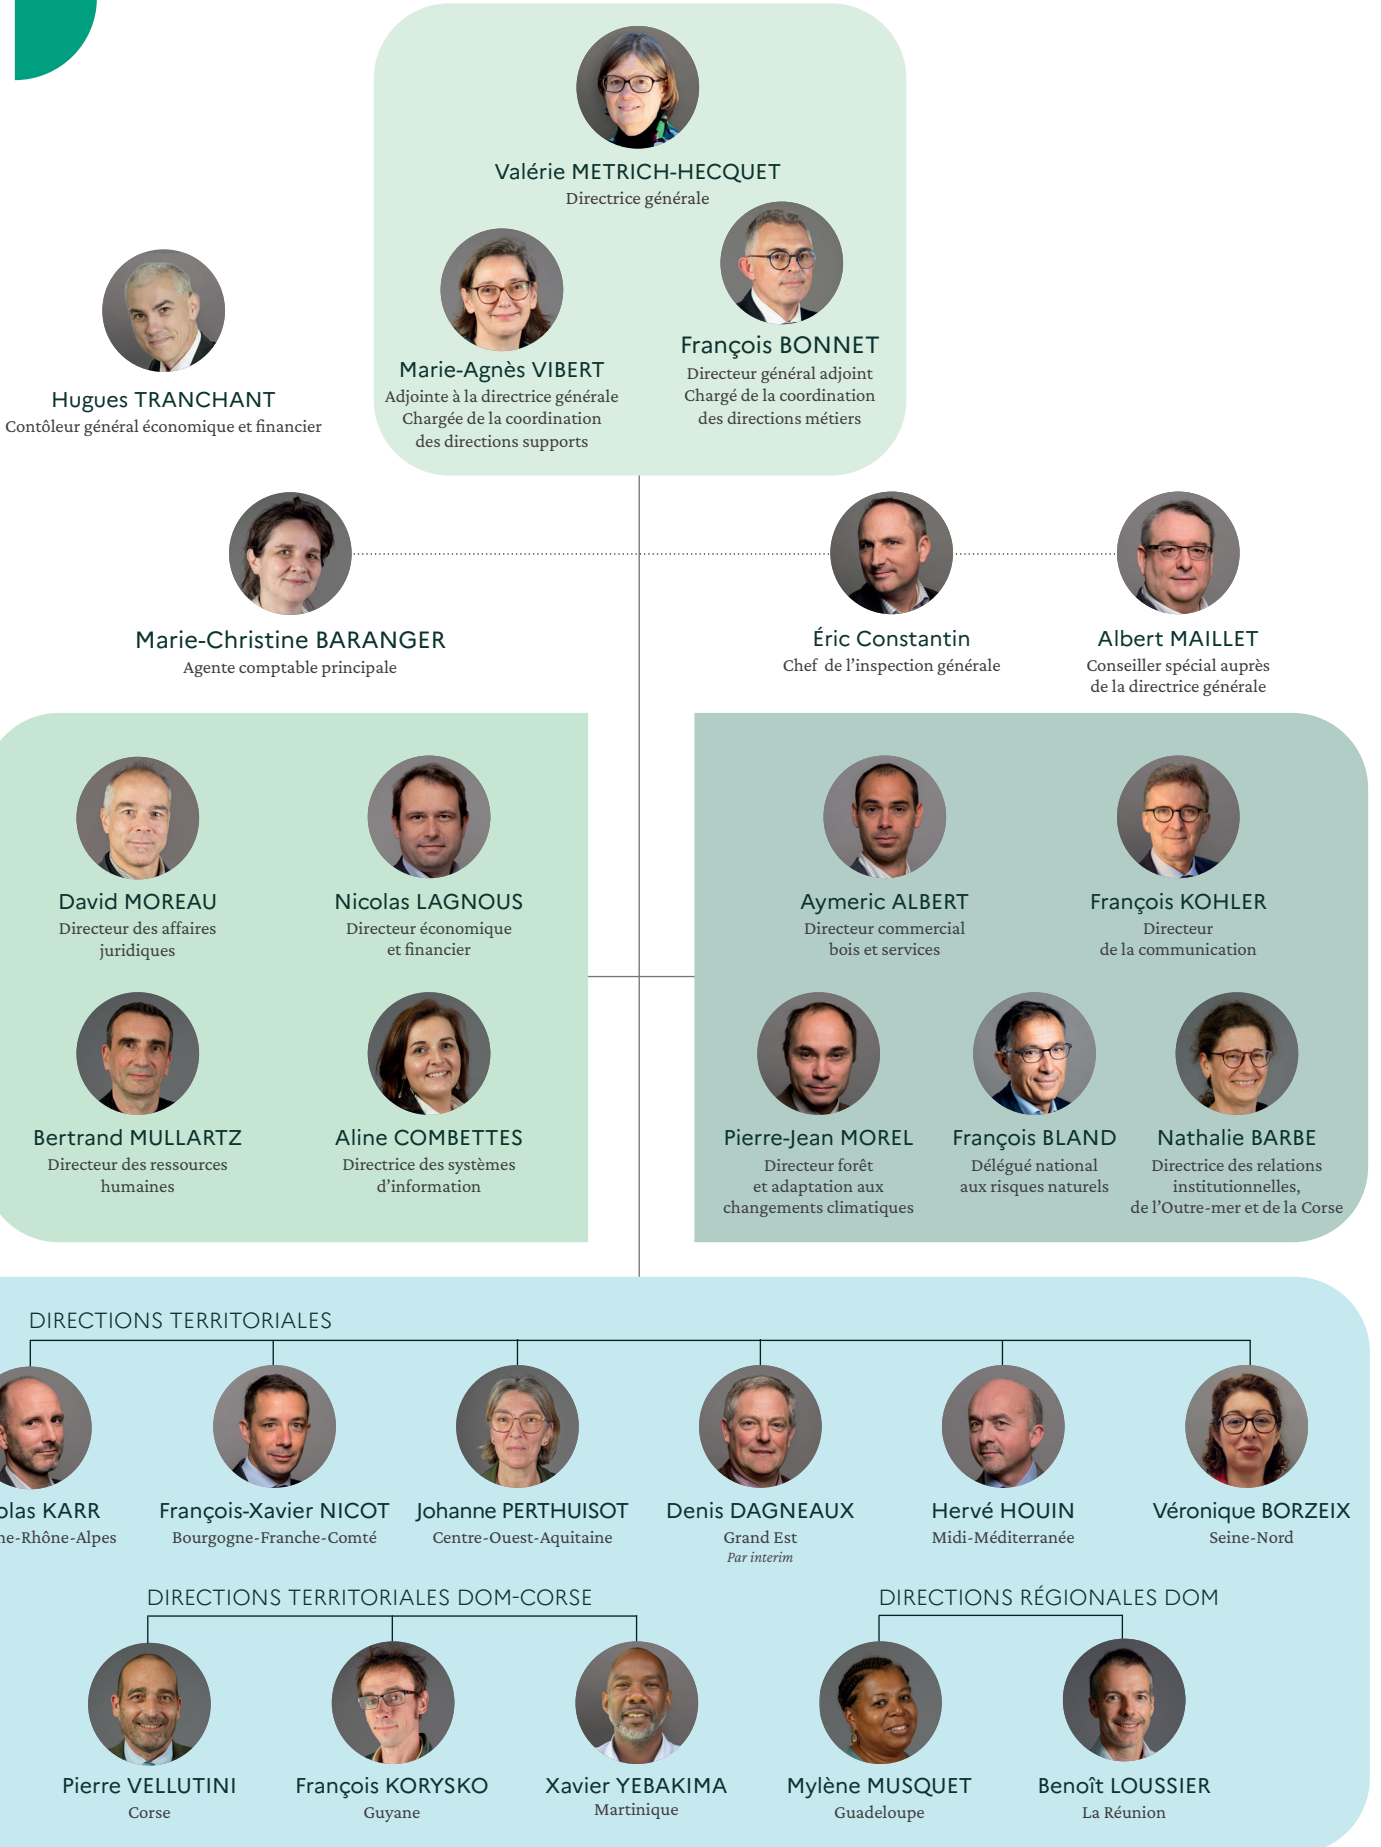 Valérie METRICH-HECQUET
Directrice générale
Marie-Agnès VIBERT
Adjointe à la directrice générale
Chargée de la coordination
des directions supports
François BONNET
Directeur général adjoint
Chargé de la coordination
des directions métiers
Hugues TRANCHANT
Contôleur général économique et financier
Marie-Christine BARANGER
Agente comptable principale
Éric Constantin
Chef de l’inspection générale
Albert MAILLET
Conseiller spécial auprès
de la directrice générale
David MOREAU
Directeur des affaires
juridiques
Nicolas LAGNOUS
Directeur économique
et financier
Bertrand MULLARTZ
Directeur des ressources
humaines
Aline COMBETTES
Directrice des systèmes
d’information
Aymeric ALBERT
Directeur commercial
bois et services
François KOHLER
Directeur
de la communication
Pierre-Jean MOREL
Directeur forêt
et adaptation aux
changements climatiques
François BLAND
Délégué national
aux risques naturels
Nathalie BARBE
Directrice des relations
institutionnelles,
de l’Outre-mer et de la Corse
DIRECTIONS TERRITORIALES
olas KARR
ne-Rhône-Alpes
François-Xavier NICOT
Bourgogne-Franche-Comté
Johanne PERTHUISOT
Centre-Ouest-Aquitaine
Denis DAGNEAUX
Grand Est
Par interim
Hervé HOUIN
Midi-Méditerranée
Véronique BORZEIX
Seine-Nord
DIRECTIONS TERRITORIALES DOM-CORSE
Pierre VELLUTINI
Corse
François KORYSKO
Guyane
Xavier YEBAKIMA
Martinique
DIRECTIONS RÉGIONALES DOM
Mylène MUSQUET
Guadeloupe
Benoît LOUSSIER
La Réunion